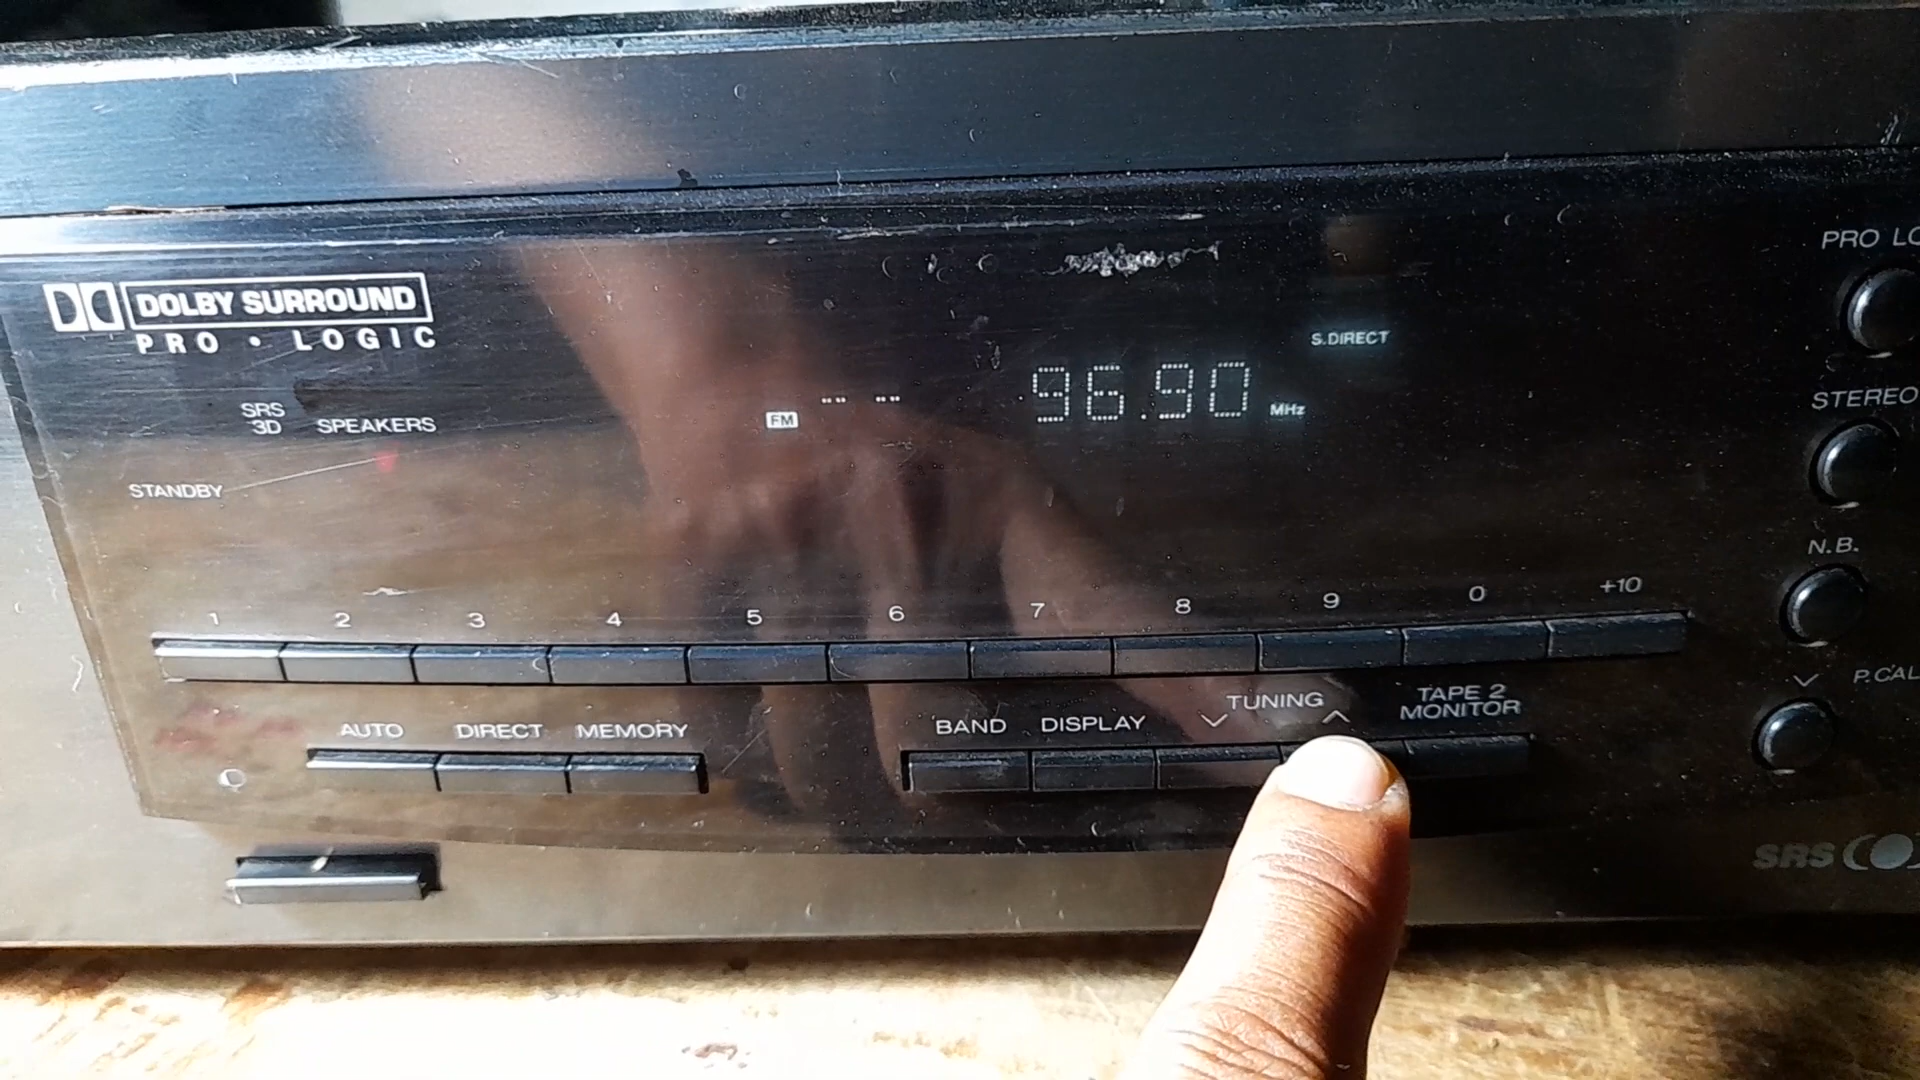 DOLBY SURROUND
PRO • LOGIC
PRO LO
S.DIRECT
FM -- -- 96.90 MHz
STEREO
SRS
3D
SPEAKERS
STANDBY
N.B.
1 2 3 4 5 6 7 8 9 0 +10
P.CAL
TUNING
AUTO DIRECT MEMORY
BAND DISPLAY
TAPE 2
MONITOR
SRS